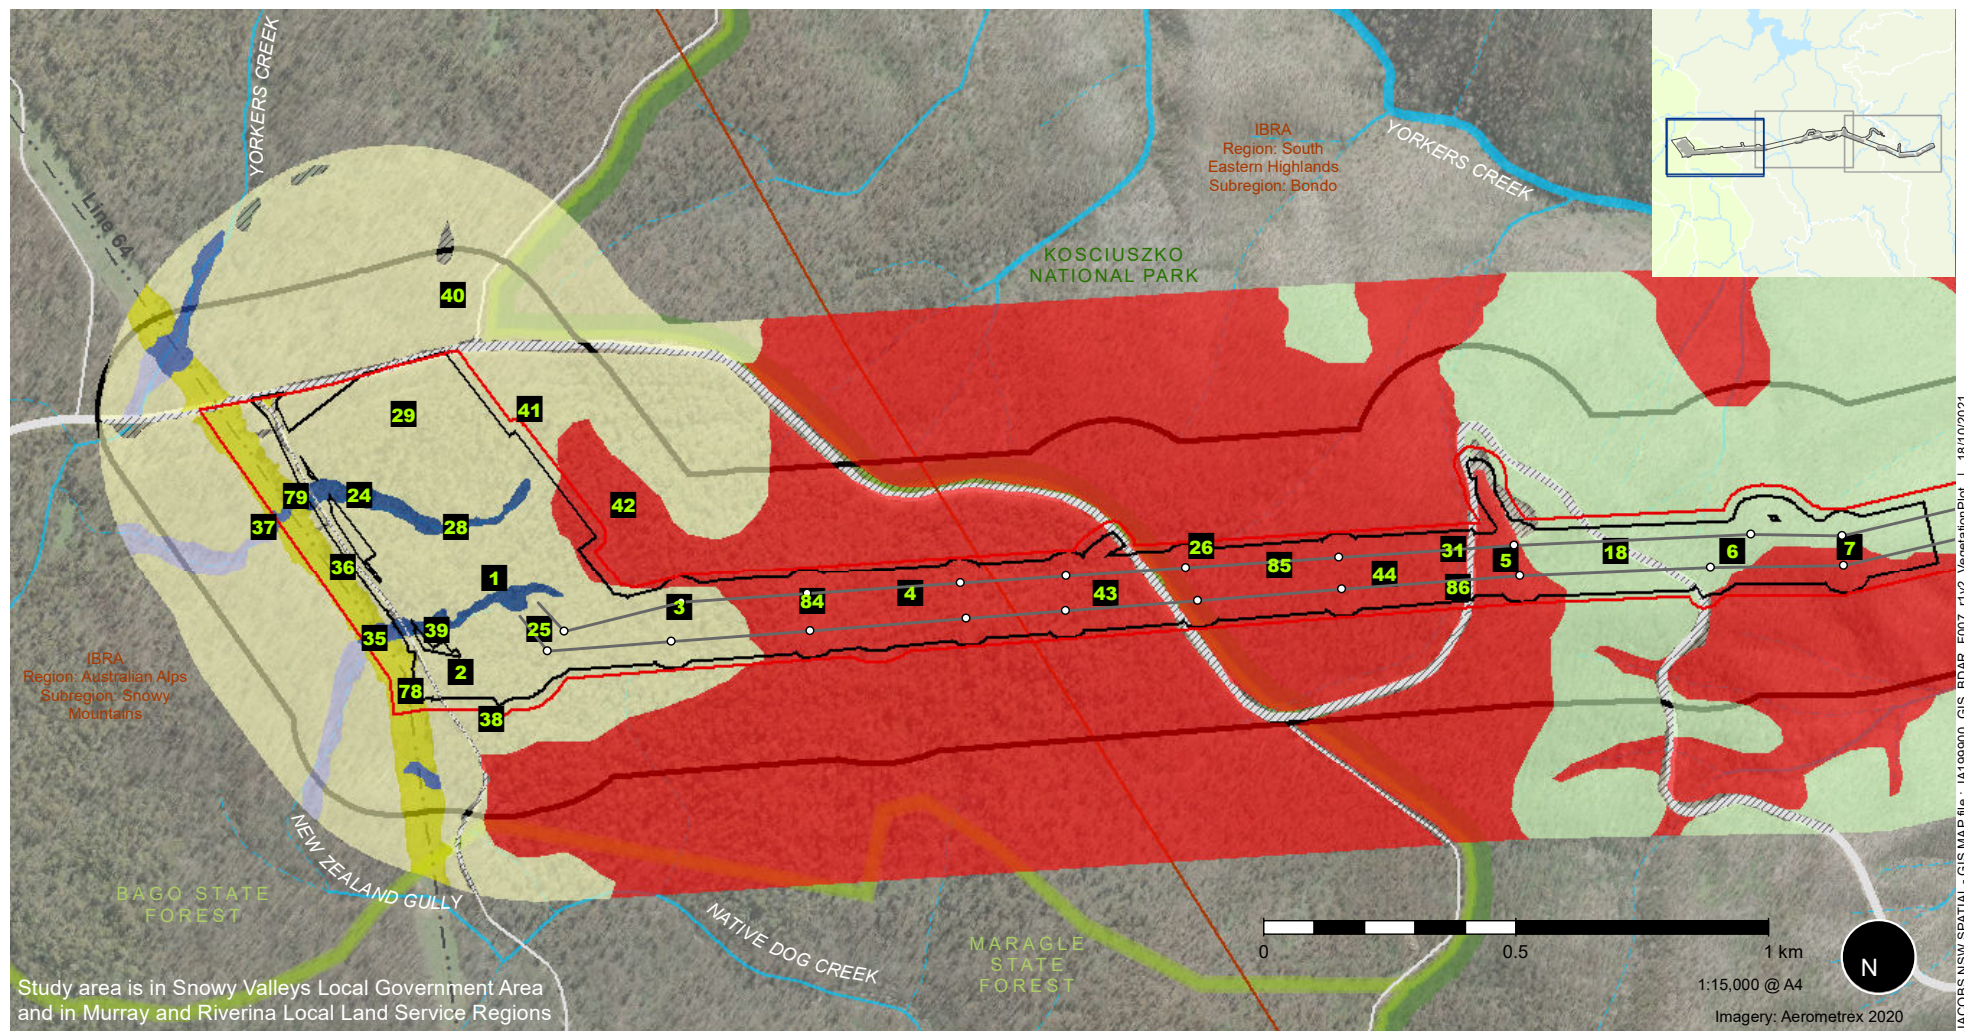 YORKERS CREEK
Line 64
IBRA
Region: South
Eastern Highlands
Subregion: Bondo
YORKERS CREEK
KOSCIUSZKO
NATIONAL PARK
40
29
41
42
79
24
28
37
36
1
26
31
5
18
6
7
85
44
86
43
4
84
3
25
39
35
2
78
38
IBRA
Region: Australian Alps
Subregion: Snowy
Mountains
NEW ZEALAND GULLY
BAGO STATE
FOREST
NATIVE DOG CREEK
MARAGLE
STATE
FOREST
0 0.5 1 km
N
1:15,000 @ A4
Imagery: Aerometrex 2020
Study area is in Snowy Valleys Local Government Area
and in Murray and Riverina Local Land Service Regions